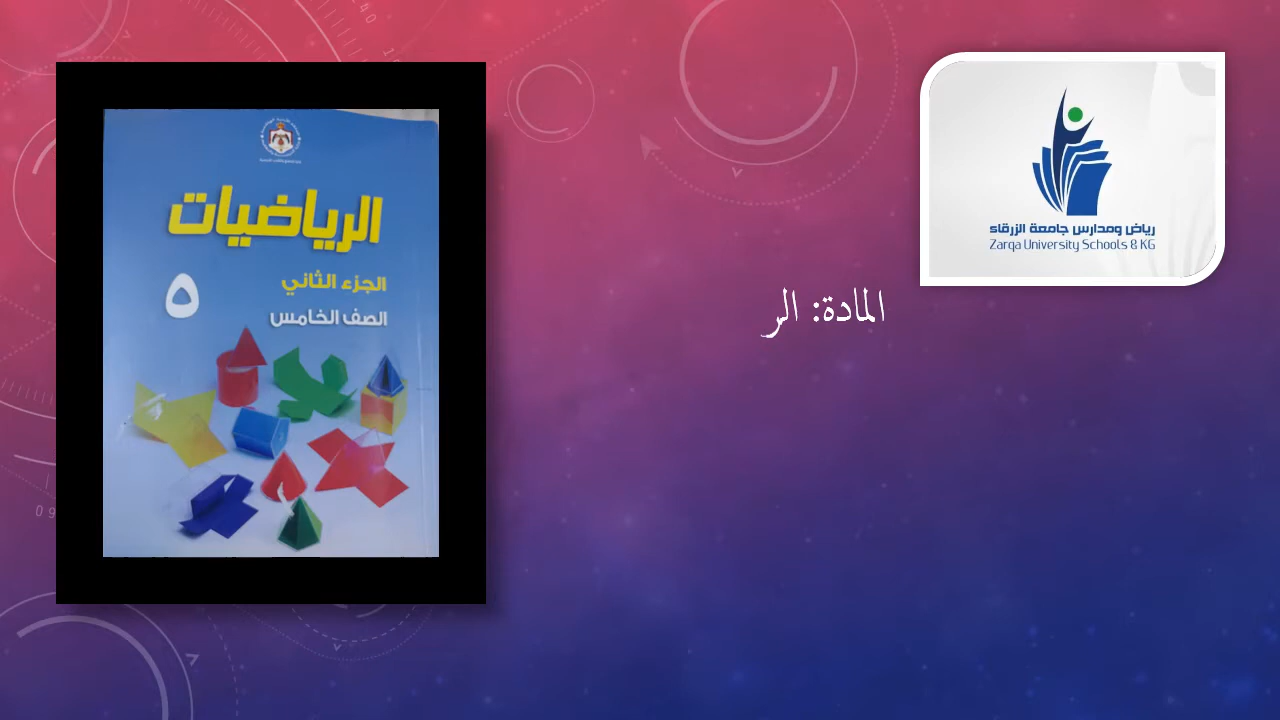 رياض ومدارس جامعة الزرقاء
Zarqa University Schools & KG
المادة: الر
الرياضيات
الجزء الثاني
٥
الصف الخامس